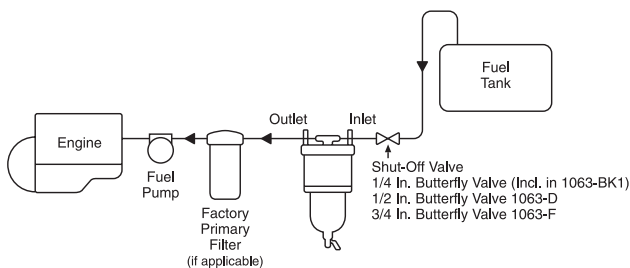 Fuel
Tank
Outlet
Inlet
Engine
Fuel
Pump
Factory
Primary
Filter
(if applicable)
Shut-Off Valve
1/4 In. Butterfly Valve (Incl. in 1063-BK1)
1/2 In. Butterfly Valve 1063-D
3/4 In. Butterfly Valve 1063-F